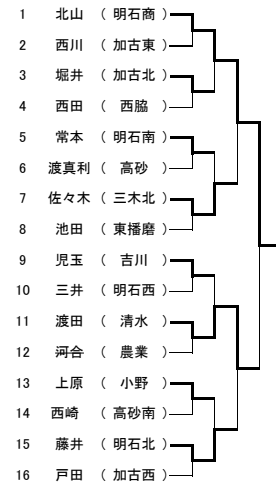 1 北山 ( 明石商 )
2 西川 ( 加古東 )
3 堀井 ( 加古北 )
4 西田 ( 西脇 )
5 常本 ( 明石南 )
6 渡真利 ( 高砂 )
7 佐々木 ( 三木北 )
8 池田 ( 東播磨 )
9 児玉 ( 吉川 )
10 三井 ( 明石西 )
11 渡田 ( 清水 )
12 河合 ( 農業 )
13 上原 ( 小野 )
14 西崎 ( 高砂南 )
15 藤井 ( 明石北 )
16 戸田 ( 加古西 )